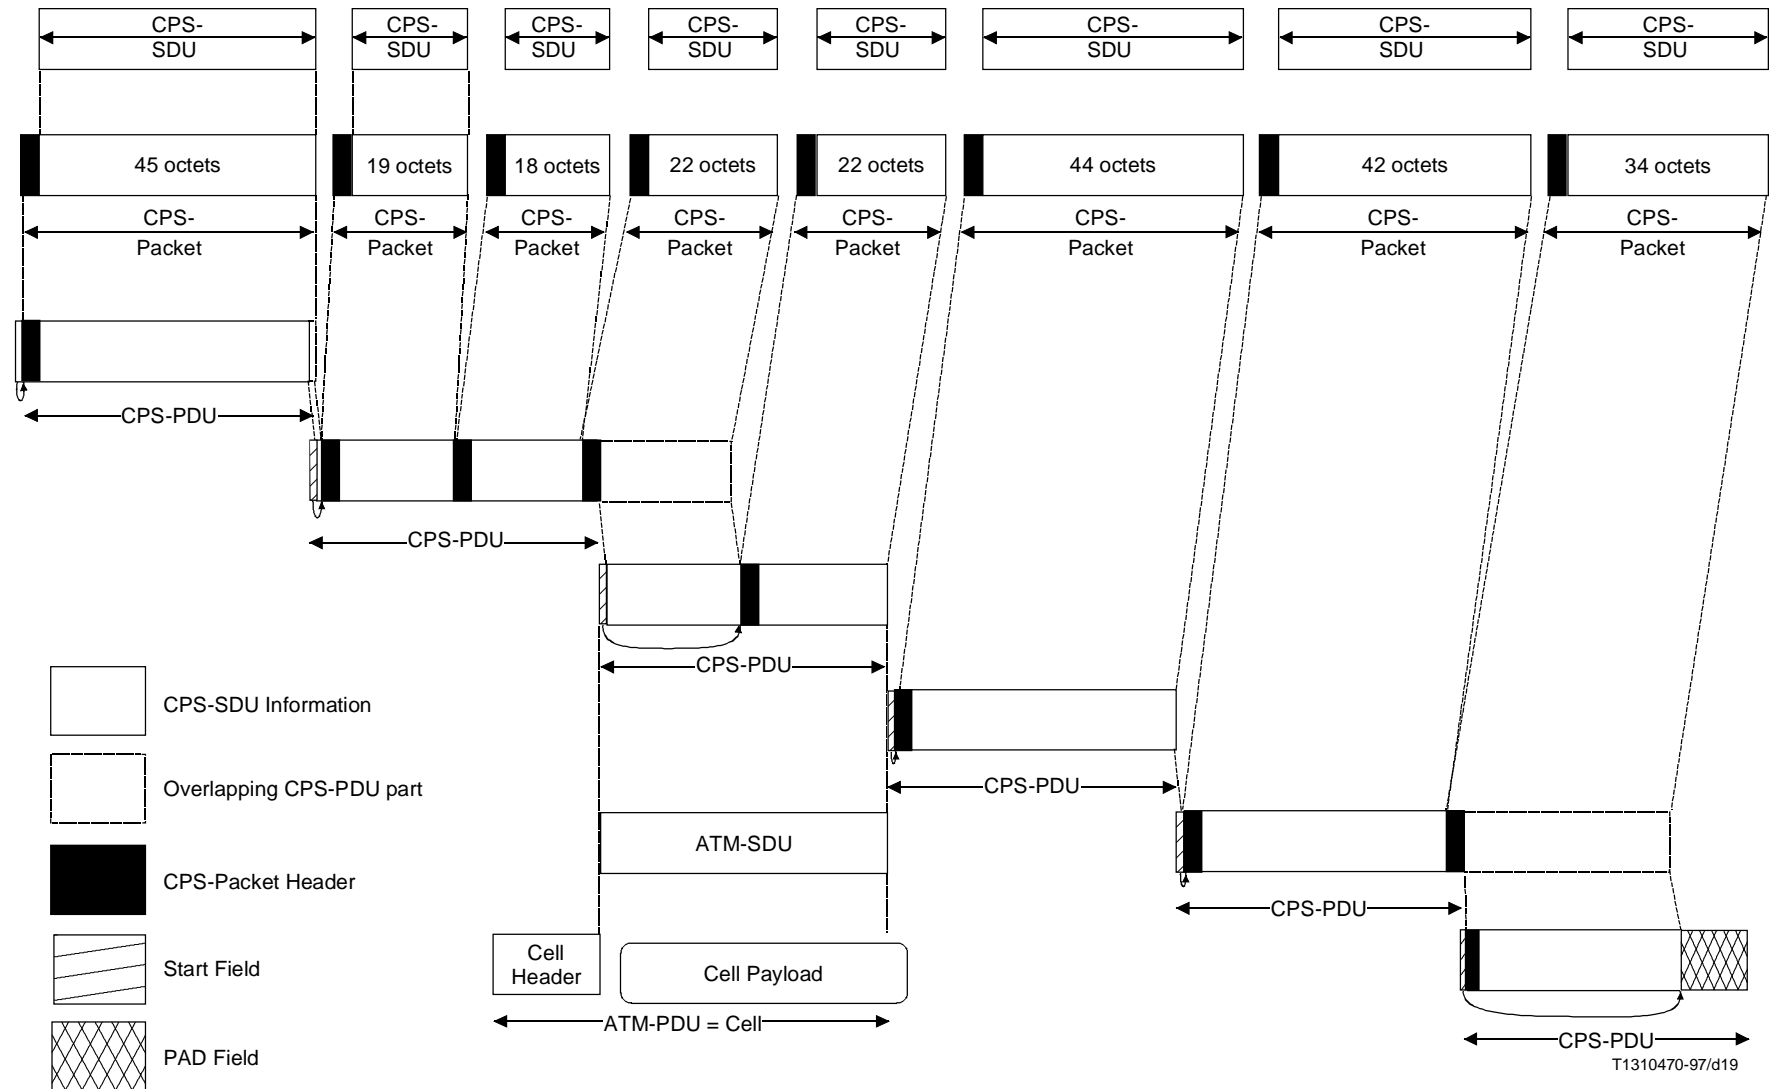 CPS-
SDU
CPS-
SDU
CPS-
SDU
CPS-
SDU
CPS-
SDU
CPS-
SDU
CPS-
SDU
CPS-
SDU
45 octets
19 octets
18 octets
22 octets
22 octets
44 octets
42 octets
34 octets
CPS-
Packet
CPS-
Packet
CPS-
Packet
CPS-
Packet
CPS-
Packet
CPS-
Packet
CPS-
Packet
CPS-
Packet
CPS-PDU
CPS-PDU
CPS-PDU
CPS-SDU Information
Overlapping CPS-PDU part
CPS-PDU
ATM-SDU
CPS-Packet Header
CPS-PDU
Start Field
Cell
Header
Cell Payload
ATM-PDU = Cell
CPS-PDU
PAD Field
T1310470-97/d19